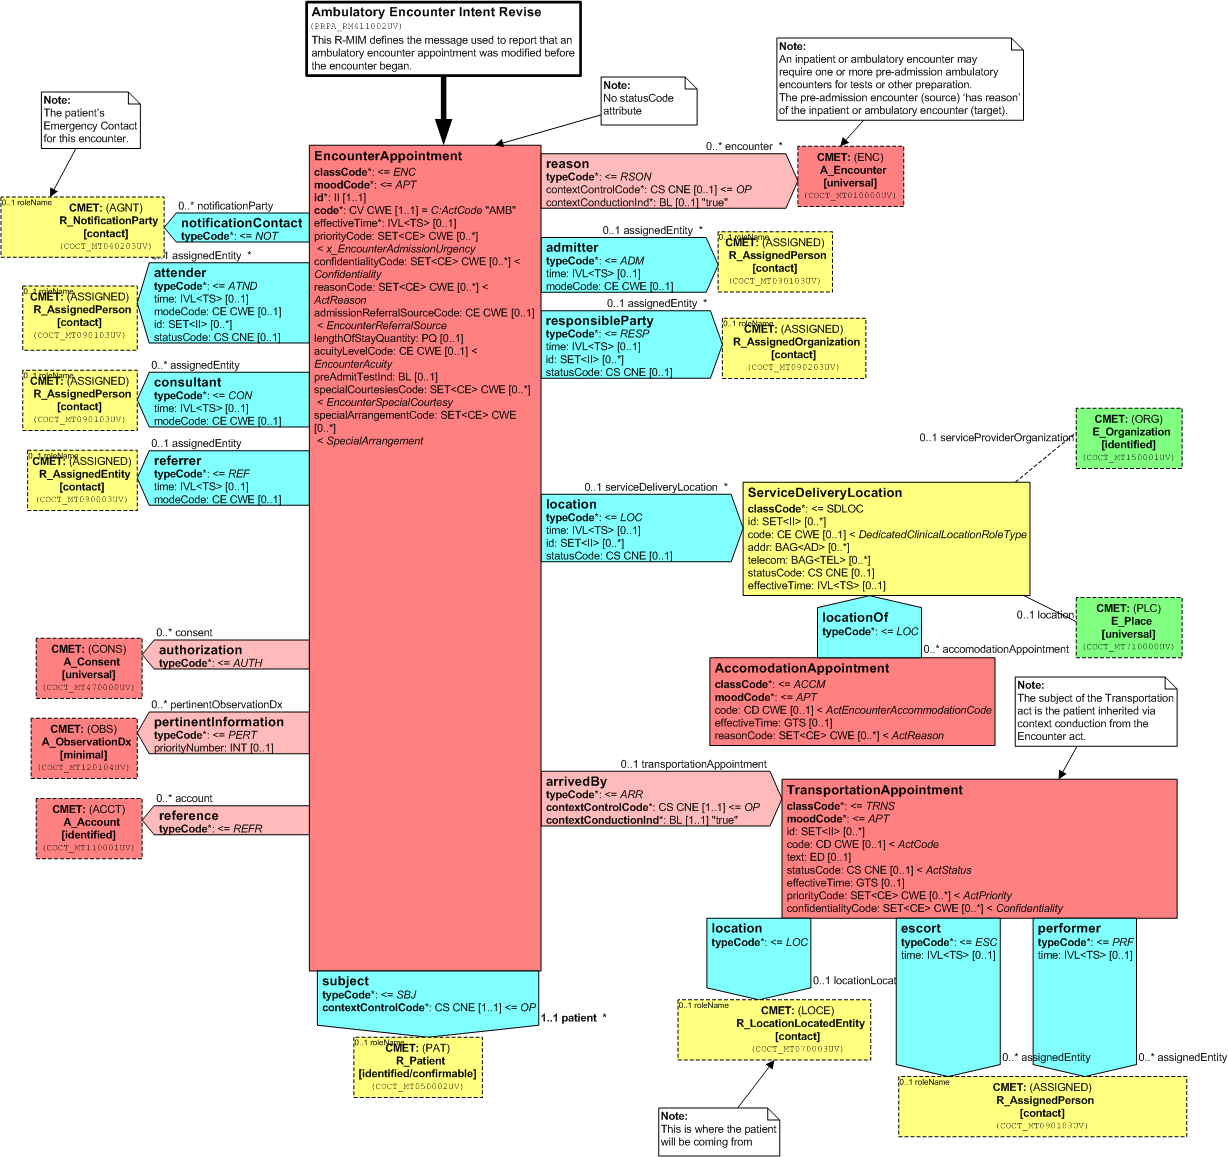 Ambulatory Encounter Intent Revise
(PRPA_RM411002UV)
This R-MIM defines the message used to report that an
ambulatory encounter appointment was modified before
the encounter began.
Note:
No statusCode
attribute
Note:
An inpatient or ambulatory encounter may
require one or more pre-admission ambulatory
encounters for tests or other preparation.
The pre-admission encounter (source) ‘has reason’
of the inpatient or ambulatory encounter (target).
Note:
The patient's
Emergency Contact
for this encounter.
EncounterAppointment
classCode*: <= ENC
moodCode*: <= APT
id*: II [1..1]
code*: CV CWE [1..1] = C:ActCode "AMB"
effectiveTime*: IVL<TS> [0..1]
priorityCode: SET<CE> CWE [0..*]
< x_EncounterAdmissionUrgency
confidentialityCode: SET<CE> CWE [0..*] <
Confidentiality
reasonCode: SET<CE> CWE [0..*] <
ActReason
admissionReferralSourceCode: CE CWE [0..1]
< EncounterReferralSource
lengthOfStayQuantity: PQ [0..1]
acuityLevelCode: CE CWE [0..1] <
EncounterAcuity
preAdmitTestInd: BL [0..1]
specialCourtesiesCode: SET<CE> CWE [0..*]
< EncounterSpecialCourtesy
specialArrangementCode: SET<CE> CWE
[0..*]
< SpecialArrangement
0..* notificationParty
notificationContact
typeCode*: <= NOT
0..1 roleName
CMET: (AGNT)
R_NotificationParty
[contact]
(COCT_MT040203UV)
0..1 assignedEntity *
attender
typeCode*: <= ATND
time: IVL<TS> [0..1]
modeCode: CE CWE [0..1]
id: SET<II> [0..*]
statusCode: CS CNE [0..1]
0..1 roleName
CMET: (ASSIGNED)
R_AssignedPerson
[contact]
(COCT_MT090103UV)
0..* assignedEntity
consultant
typeCode*: <= CON
time: IVL<TS> [0..1]
modeCode: CE CWE [0..1]
0..1 roleName
CMET: (ASSIGNED)
R_AssignedPerson
[contact]
(COCT_MT090103UV)
0..1 assignedEntity
referrer
typeCode*: <= REF
time: IVL<TS> [0..1]
modeCode: CE CWE [0..1]
0..1 roleName
CMET: (ASSIGNED)
R_AssignedEntity
[contact]
(COCT_MT090003UV)
0..* consent
authorization
typeCode*: <= AUTH
CMET: (CONS)
A_Consent
[universal]
(COCT_MT470000UV)
0..* pertinentObservationDx
pertinentInformation
typeCode*: <= PERT
priorityNumber: INT [0..1]
CMET: (OBS)
A_ObservationDx
[minimal]
(COCT_MT120104UV)
0..* account
reference
typeCode*: <= REFR
CMET: (ACCT)
A_Account
[identified]
(COCT_MT110001UV)
subject
typeCode*: <= SBJ
contextControlCode*: CS CNE [1..1] <= OP
1..1 patient *
0..1 roleName
CMET: (PAT)
R_Patient
[identified/confirmable]
(COCT_MT050002UV)
0..* encounter *
reason
typeCode*: <= RSON
contextControlCode*: CS CNE [0..1] <= OP
contextConductionInd*: BL [0..1] "true"
CMET: (ENC)
A_Encounter
[universal]
(COCT_MT010000UV)
0..1 assignedEntity *
admitter
typeCode*: <= ADM
time: IVL<TS> [0..1]
modeCode: CE CWE [0..1]
0..1 roleName
CMET: (ASSIGNED)
R_AssignedPerson
[contact]
(COCT_MT090103UV)
0..1 assignedEntity *
responsibleParty
typeCode*: <= RESP
time: IVL<TS> [0..1]
id: SET<II> [0..*]
statusCode: CS CNE [0..1]
0..1 roleName
CMET: (ASSIGNED)
R_AssignedOrganization
[contact]
(COCT_MT090203UV)
0..1 serviceDeliveryLocation *
location
typeCode*: <= LOC
time: IVL<TS> [0..1]
id: SET<II> [0..*]
statusCode: CS CNE [0..1]
ServiceDeliveryLocation
classCode*: <= SDLOC
id: SET<II> [0..*]
code: CE CWE [0..1] < DedicatedClinicalLocationRoleType
addr: BAG<AD> [0..*]
telecom: BAG<TEL> [0..*]
statusCode: CS CNE [0..1]
effectiveTime: IVL<TS> [0..1]
0..1 serviceProviderOrganization
CMET: (ORG)
E_Organization
[identified]
(COCT_MT150001UV)
0..1 location
CMET: (PLC)
E_Place
[universal]
(COCT_MT710000UV)
locationOf
typeCode*: <= LOC
0..* accomodationAppointment
AccomodationAppointment
classCode*: <= ACCM
moodCode*: <= APT
code: CD CWE [0..1] < ActEncounterAccommodationCode
effectiveTime: GTS [0..1]
reasonCode: SET<CE> CWE [0..*] < ActReason
Note:
The subject of the Transportation
act is the patient inherited via
context conduction from the
Encounter act.
0..1 transportationAppointment
arrivedBy
typeCode*: <= ARR
contextControlCode*: CS CNE [1..1] <= OP
contextConductionInd*: BL [1..1] "true"
TransportationAppointment
classCode*: <= TRNS
moodCode*: <= APT
id: SET<II> [0..*]
code: CD CWE [0..1] < ActCode
text: ED [0..1]
statusCode: CS CNE [0..1] < ActStatus
effectiveTime: GTS [0..1]
priorityCode: SET<CE> CWE [0..*] < ActPriority
confidentialityCode: SET<CE> CWE [0..*] < Confidentiality
location
typeCode*: <= LOC
0..1 locationLocat
0..1 roleName
CMET: (LOCE)
R_LocationLocatedEntity
[contact]
(COCT_MT070003UV)
escort
typeCode*: <= ESC
time: IVL<TS> [0..1]
0..* assignedEntity
performer
typeCode*: <= PRF
time: IVL<TS> [0..1]
0..* assignedEntity
0..1 roleName
CMET: (ASSIGNED)
R_AssignedPerson
[contact]
(COCT_MT090103UV)
Note:
This is where the patient
will be coming from